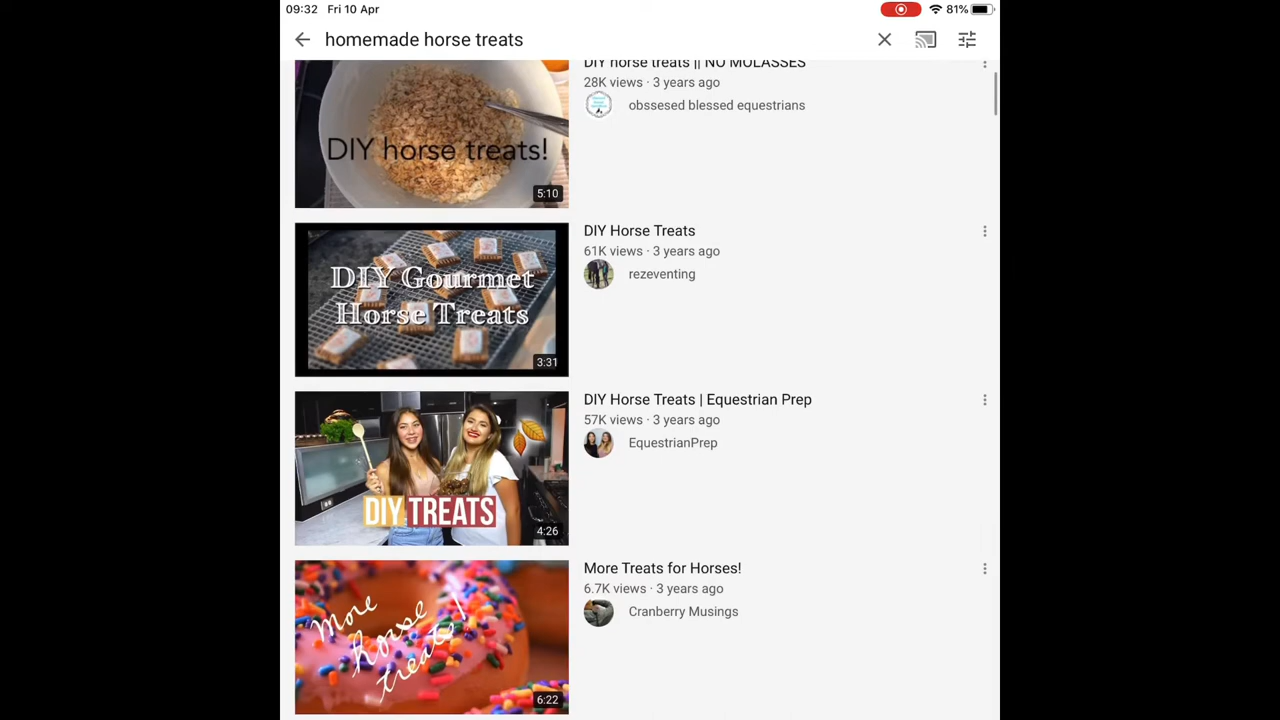 09:32 Fri 10 Apr 81%
homemade horse treats
DIY horse treats || NO MOLASSES
28K views · 3 years ago
obssesed blessed equestrians
DIY horse treats!
5:10
DIY Horse Treats
61K views · 3 years ago
rezeventing
DIY Gourmet
Horse Treats
3:31
DIY Horse Treats | Equestrian Prep
57K views · 3 years ago
EquestrianPrep
DIY TREATS
4:26
More Treats for Horses!
6.7K views · 3 years ago
Cranberry Musings
More
horse
treats!
6:22